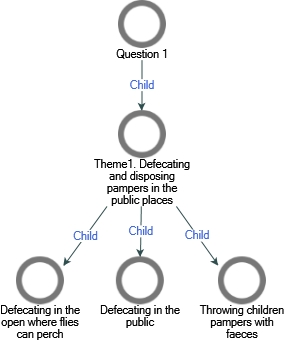 Question 1
Child
Theme1. Defecating
and disposing
pampers in the
public places
Child
Child
Child
Defecating in the
open where flies
can perch
Defecating in the
public
Throwing children
pampers with
faeces